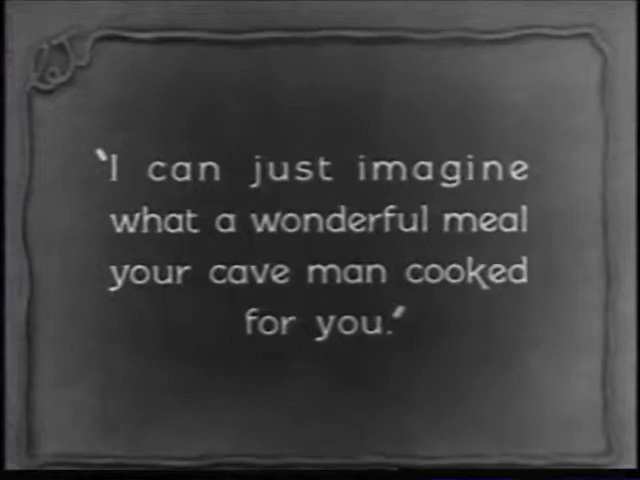 "I can just imagine
what a wonderful meal
your cave man cooked
for you."